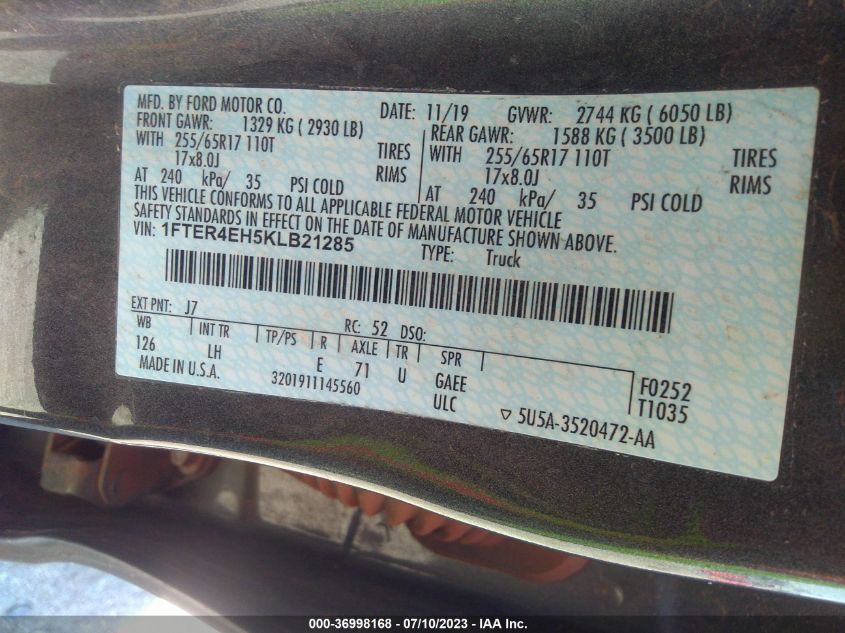 MFD. BY FORD MOTOR CO. DATE: 11/19 GVWR: 2744 KG ( 6050 LB)
FRONT GAWR: 1329 KG ( 2930 LB) REAR GAWR: 1588 KG ( 3500 LB)
WITH 255/65R17 110T TIRES WITH 255/65R17 110T TIRES
17x8.0J RIMS 17x8.0J RIMS
AT 240 kPa/ 35 PSI COLD AT 240 kPa/ 35 PSI COLD
THIS VEHICLE CONFORMS TO ALL APPLICABLE FEDERAL MOTOR VEHICLE
SAFETY STANDARDS IN EFFECT ON THE DATE OF MANUFACTURE SHOWN ABOVE.
VIN: 1FTER4EH5KLB21285 TYPE: Truck
EXT PNT: J7 RC: 52 DSO:
WB INT TR TP/PS R AXLE TR SPR
126 LH E 71 U GAEE F0252
MADE IN U.S.A. 3201911145560 ULC T1035
5U5A-3520472-AA
000-36998168 - 07/10/2023 - IAA Inc.